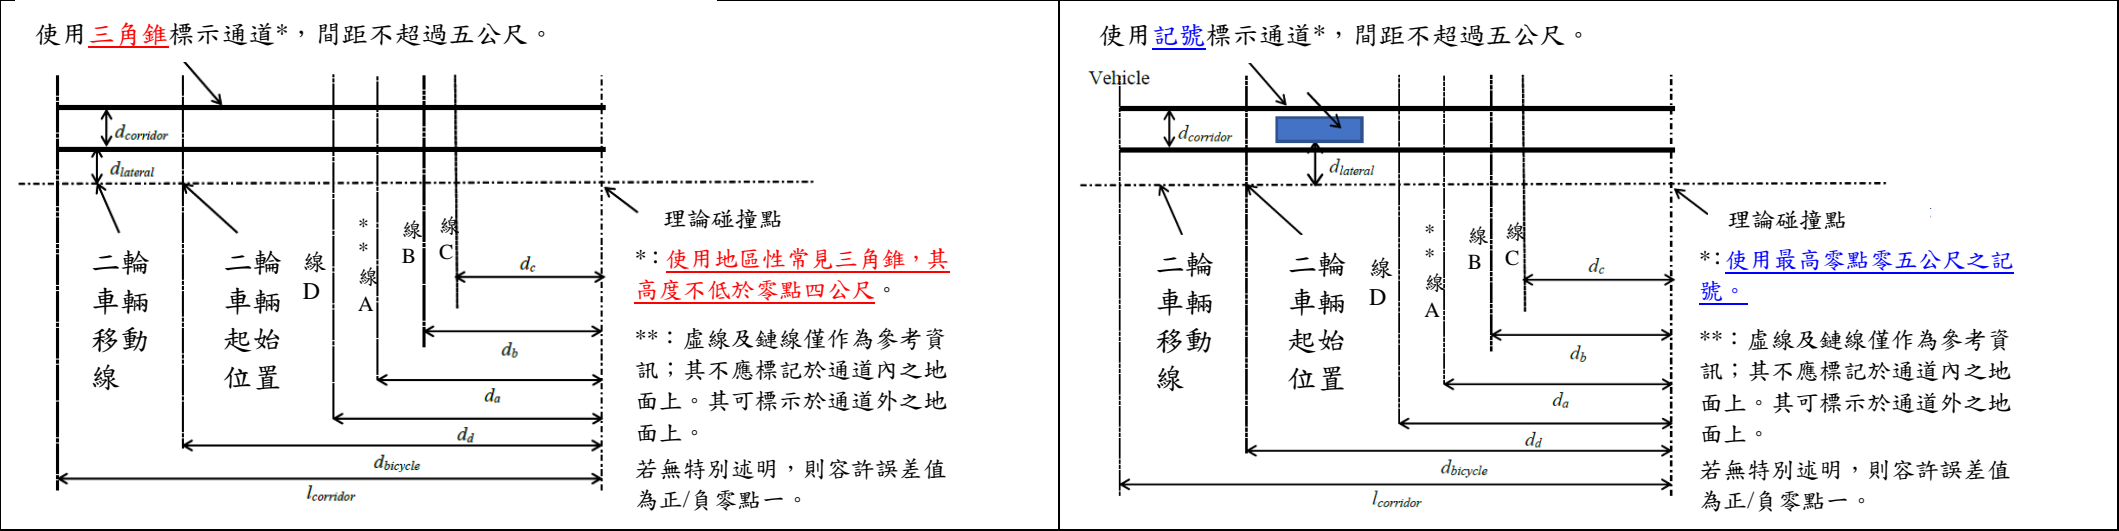 使用三角錐標示通道*，間距不超過五公尺。
d_corridor
d_lateral
理論碰撞點
二輪
車輛
移動
線
二輪
車輛
起始
位置
線
D
**線
A
線
B
線
C
d_c
d_b
d_a
d_d
d_bicycle
l_corridor
*：使用地區性常見三角錐，其
高度不低於零點四公尺。
**：虛線及鏈線僅作為參考資
訊；其不應標記於通道內之地
面上。其可標示於通道外之地
面上。
若無特別述明，則容許誤差值
為正/負零點一。
使用記號標示通道*，間距不超過五公尺。
Vehicle
d_corridor
d_lateral
理論碰撞點
二輪
車輛
移動
線
二輪
車輛
起始
位置
線
D
**線
A
線
B
線
C
d_c
d_b
d_a
d_d
d_bicycle
l_corridor
*：使用最高零點零五公尺之記
號。
**：虛線及鏈線僅作為參考資
訊；其不應標記於通道內之地
面上。其可標示於通道外之地
面上。
若無特別述明，則容許誤差值
為正/負零點一。